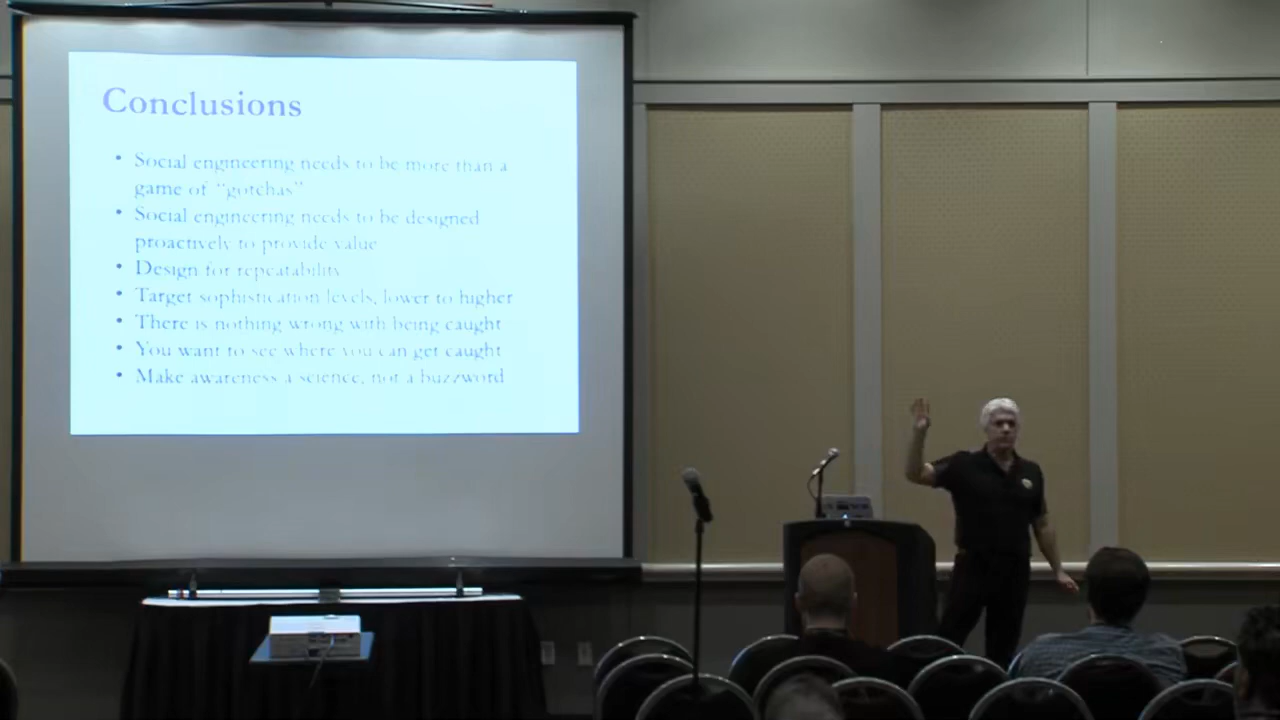 Conclusions
• Social engineering needs to be more than a
game of "gotchas"
• Social engineering needs to be designed
proactively to provide value
• Design for repeatability
• Target sophistication levels, lower to higher
• There is nothing wrong with being caught
• You want to see where you can get caught
• Make awareness a science, not a buzzword